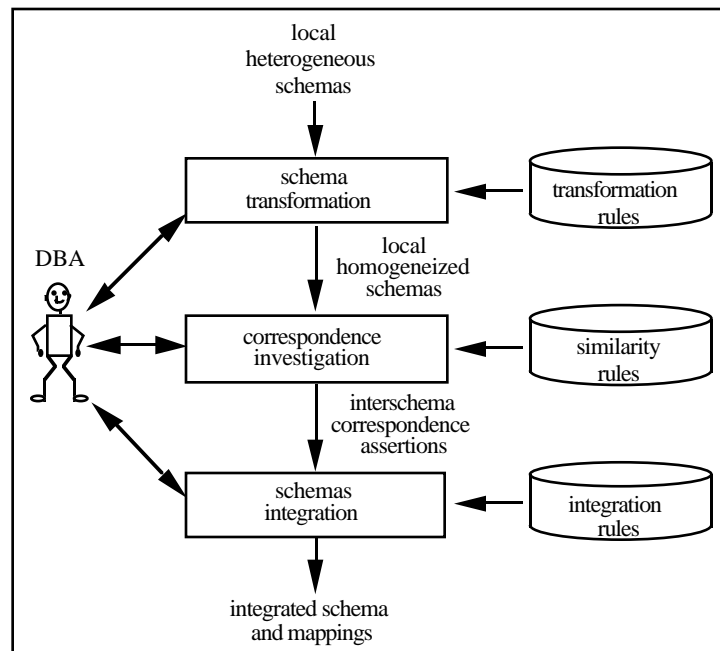 local
heterogeneous
schemas
schema
transformation
transformation
rules
local
homogeneized
schemas
DBA
correspondence
investigation
similarity
rules
interschema
correspondence
assertions
schemas
integration
integration
rules
integrated schema
and mappings